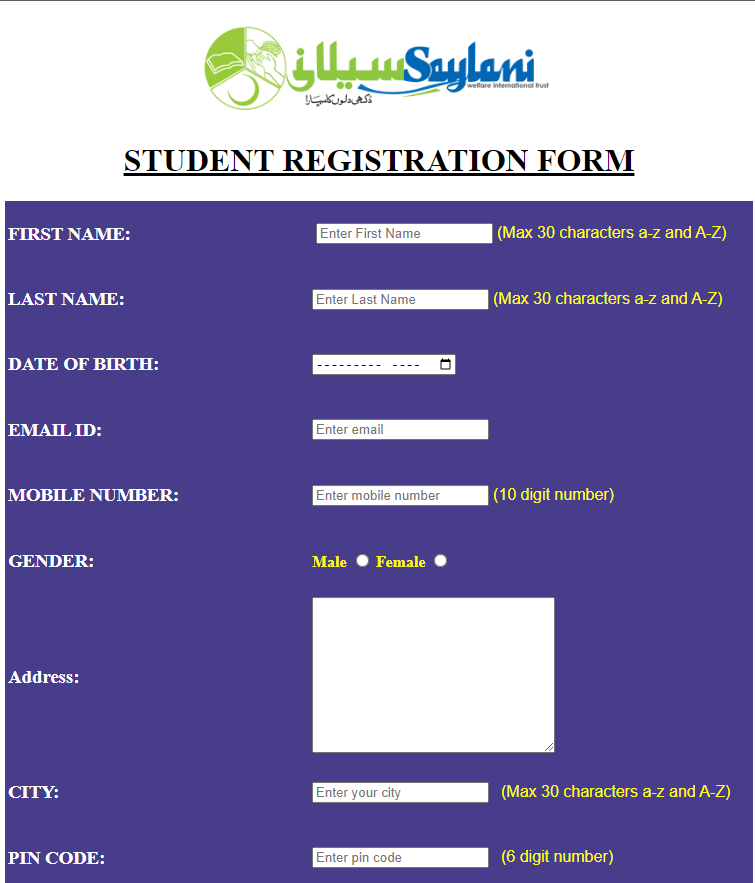 سیلانی Saylani
welfare international trust
دُکھی دلوں کا سہارا
STUDENT REGISTRATION FORM
FIRST NAME: Enter First Name (Max 30 characters a-z and A-Z)
LAST NAME: Enter Last Name (Max 30 characters a-z and A-Z)
DATE OF BIRTH: --------- ----
EMAIL ID: Enter email
MOBILE NUMBER: Enter mobile number (10 digit number)
GENDER: Male Female
Address:
CITY: Enter your city (Max 30 characters a-z and A-Z)
PIN CODE: Enter pin code (6 digit number)